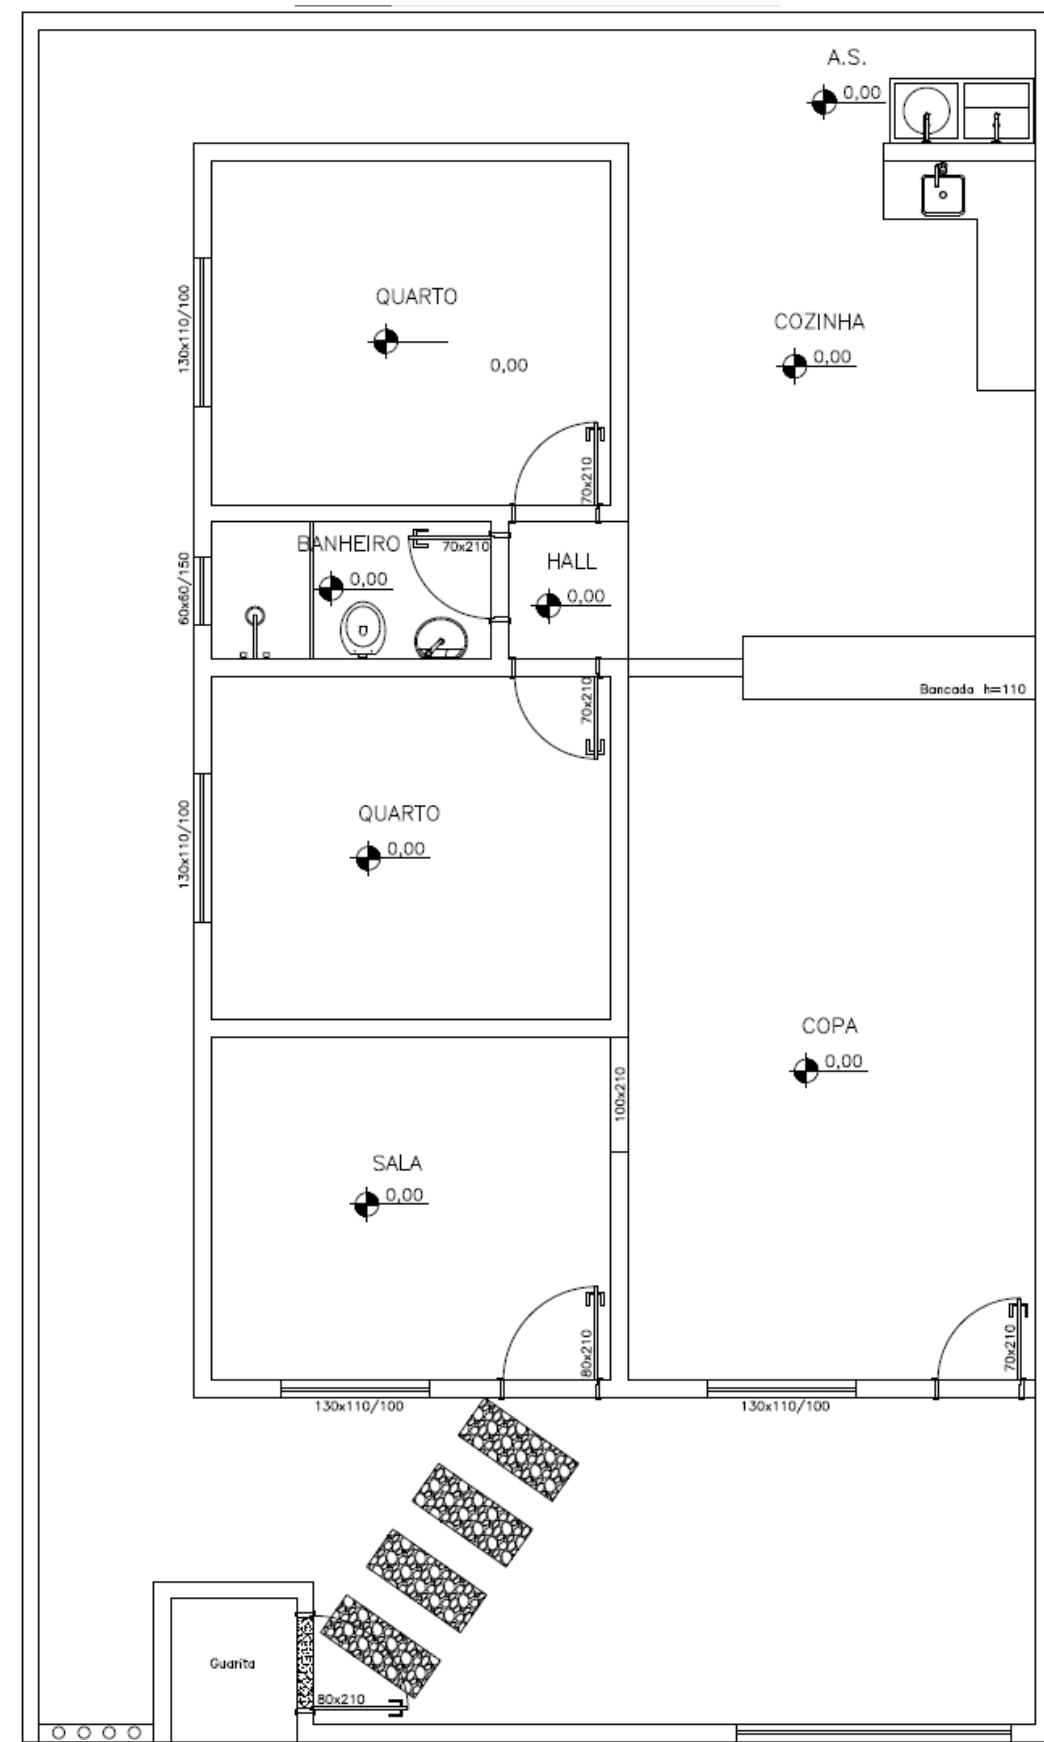 A.S.
0,00
QUARTO
0,00
130x110/100
70x210
COZINHA
0,00
BANHEIRO
0,00
70x210
60x60/150
HALL
0,00
Bancada h=110
70x210
QUARTO
0,00
130x110/100
COPA
0,00
100x210
SALA
0,00
80x210
70x210
130x110/100
130x110/100
Guarita
80x210